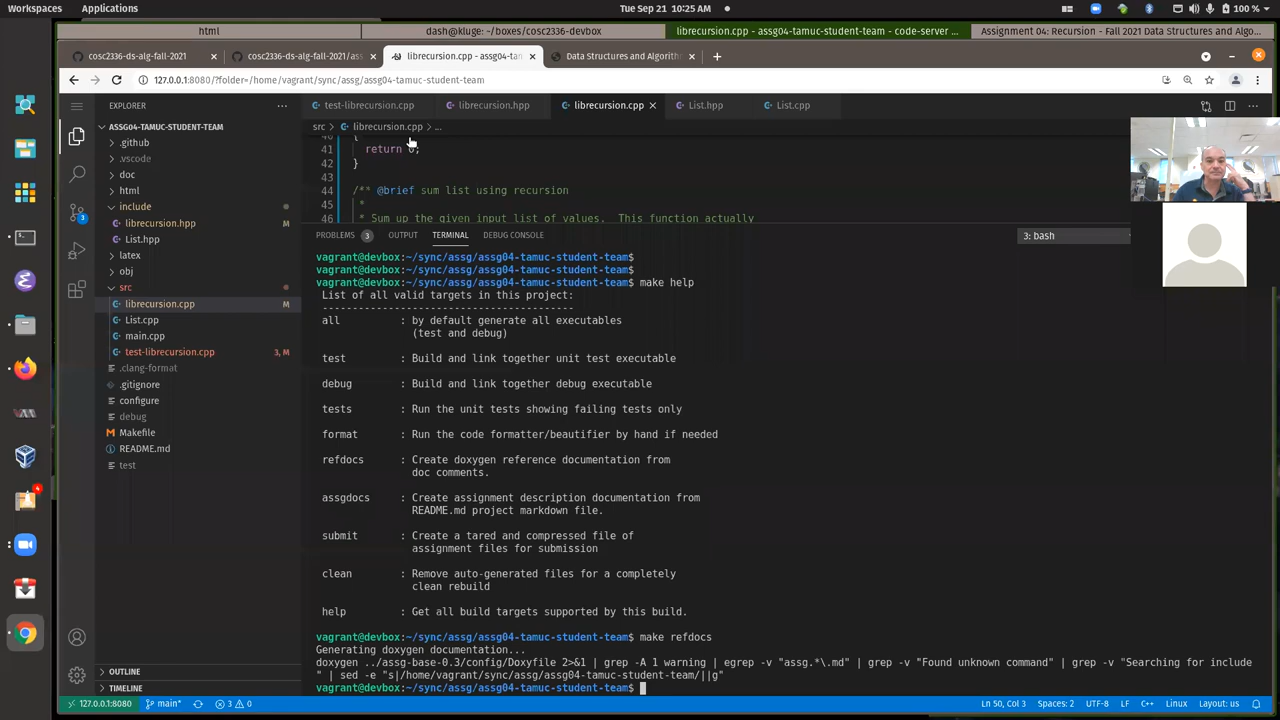 Workspaces
Applications
Tue Sep 21 10:25 AM
100 %
html
dash@kluge:~/boxes/cosc2336-devbox
librecursion.cpp - assg04-tamuc-student-team - code-server ...
Assignment 04: Recursion - Fall 2021 Data Structures and Algo...
cosc2336-ds-alg-fall-2021
cosc2336-ds-alg-fall-2021/as
librecursion.cpp - assg04-ta
Data Structures and Algorith
127.0.0.1:8080/?folder=/home/vagrant/sync/assg/assg04-tamuc-student-team
EXPLORER
ASSG04-TAMUC-STUDENT-TEAM
.github
.vscode
doc
html
include
librecursion.hpp M
List.hpp
latex
obj
src
librecursion.cpp M
List.cpp
main.cpp
test-librecursion.cpp 3, M
.clang-format
.gitignore
configure
debug
Makefile
README.md
test
OUTLINE
TIMELINE
3
4
test-librecursion.cpp
librecursion.hpp
librecursion.cpp
List.hpp
List.cpp
src > librecursion.cpp > ...
40 {
41 return 0;
42 }
43
44 /** @brief sum list using recursion
45 *
46 * Sum up the given input list of values. This function actually
PROBLEMS 3 OUTPUT TERMINAL DEBUG CONSOLE
3: bash
vagrant@devbox:~/sync/assg/assg04-tamuc-student-team$
vagrant@devbox:~/sync/assg/assg04-tamuc-student-team$
vagrant@devbox:~/sync/assg/assg04-tamuc-student-team$ make help
List of all valid targets in this project:
------------------------------------------
all : by default generate all executables
(test and debug)
test : Build and link together unit test executable
debug : Build and link together debug executable
tests : Run the unit tests showing failing tests only
format : Run the code formatter/beautifier by hand if needed
refdocs : Create doxygen reference documentation from
doc comments.
assgdocs : Create assignment description documentation from
README.md project markdown file.
submit : Create a tared and compressed file of
assignment files for submission
clean : Remove auto-generated files for a completely
clean rebuild
help : Get all build targets supported by this build.
vagrant@devbox:~/sync/assg/assg04-tamuc-student-team$ make refdocs
Generating doxygen documentation...
doxygen ../assg-base-0.3/config/Doxyfile 2>&1 | grep -A 1 warning | egrep -v "assg.*\.md" | grep -v "Found unknown command" | grep -v "Searching for include
" | sed -e "s|/home/vagrant/sync/assg/assg04-tamuc-student-team/||g"
vagrant@devbox:~/sync/assg/assg04-tamuc-student-team$
127.0.0.1:8080 main* 3 0
Ln 50, Col 3 Spaces: 2 UTF-8 LF C++ Linux Layout: us